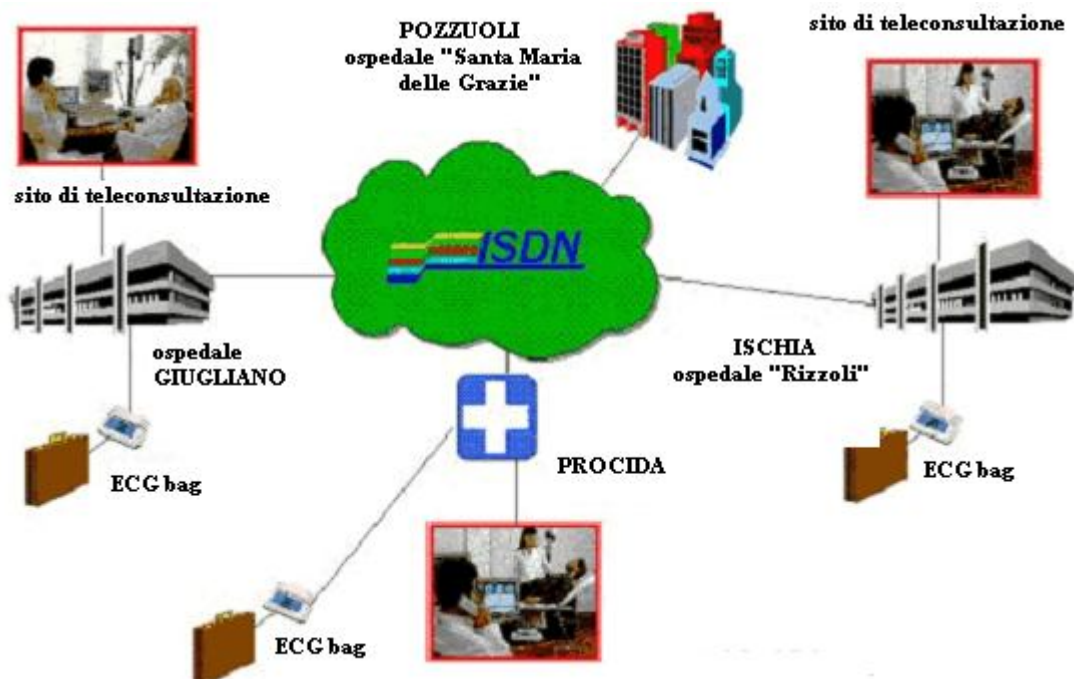 POZZUOLI
ospedale "Santa Maria
delle Grazie"
sito di teleconsultazione
sito di teleconsultazione
ISDN
ospedale
GIUGLIANO
ISCHIA
ospedale "Rizzoli"
PROCIDA
ECG bag
ECG bag
ECG bag